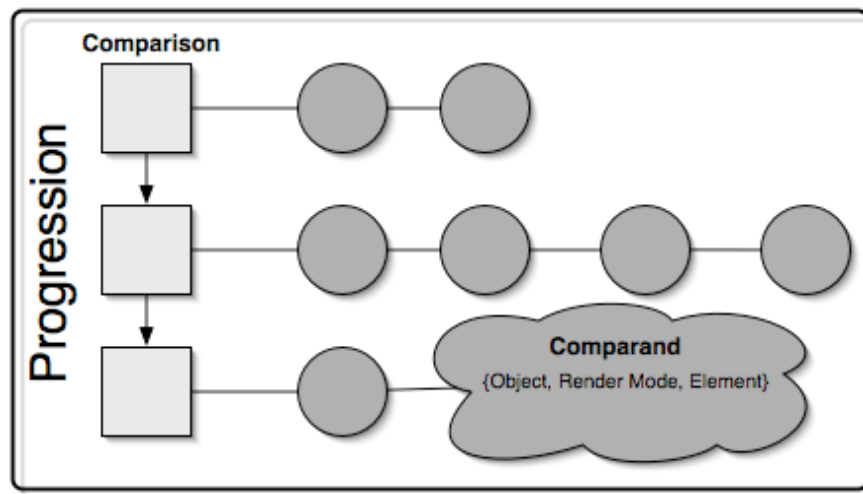 Comparison
Progression
Comparand
{Object, Render Mode, Element}